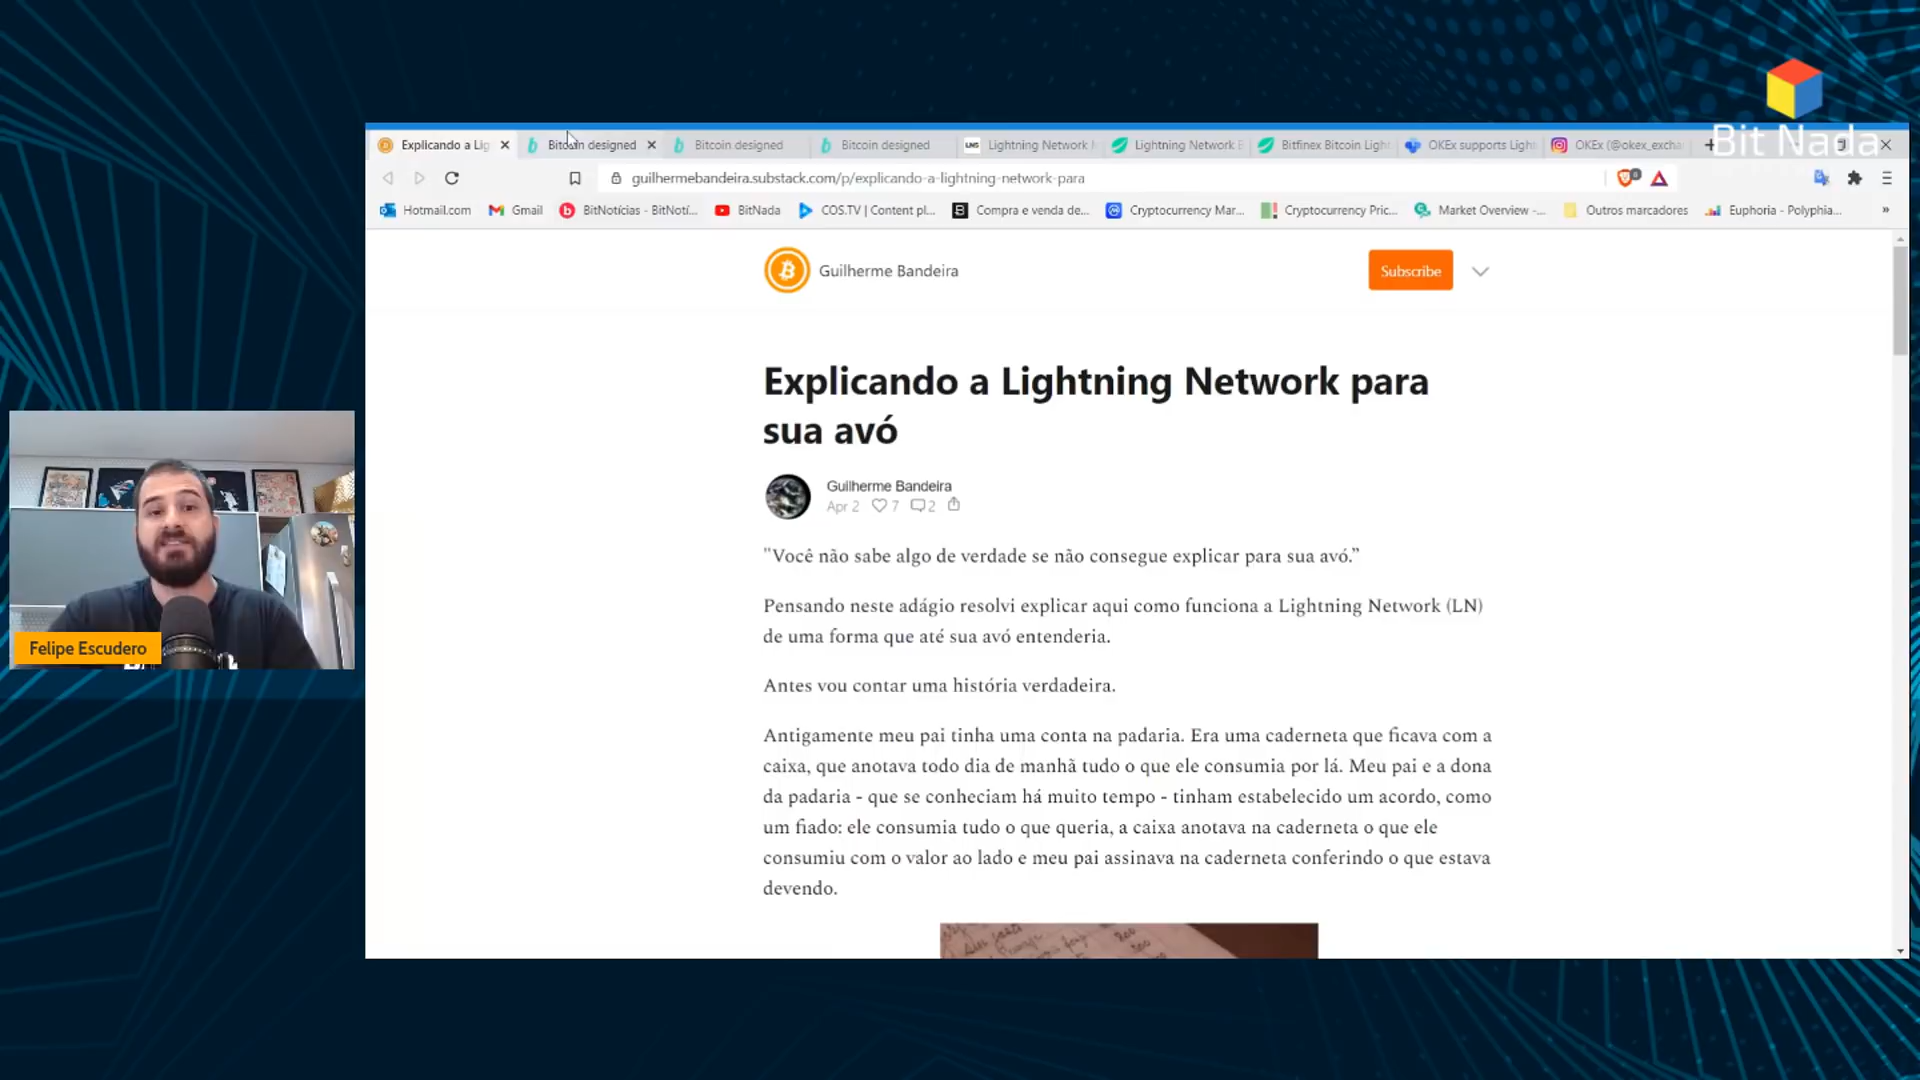 Bit Nada
Explicando a Lig
Bitcoin designed
Bitcoin designed
Bitcoin designed
LNS
Lightning Network
Lightning Network E
Bitfinex Bitcoin Light
OKEx supports Light
OKEx (@okex_excha
guilhermebandeira.substack.com/p/explicando-a-lightning-network-para
Hotmail.com
Gmail
BitNotícias - BitNotí...
BitNada
COS.TV | Content pl...
Compra e venda de...
Cryptocurrency Mar...
Cryptocurrency Pric...
Market Overview -...
Outros marcadores
Euphoria - Polyphia...
»
Guilherme Bandeira
Subscribe
Explicando a Lightning Network para
sua avó
Guilherme Bandeira
Apr 2 7 2
"Você não sabe algo de verdade se não consegue explicar para sua avó.”
Pensando neste adágio resolvi explicar aqui como funciona a Lightning Network (LN)
de uma forma que até sua avó entenderia.
Antes vou contar uma história verdadeira.
Antigamente meu pai tinha uma conta na padaria. Era uma caderneta que ficava com a
caixa, que anotava todo dia de manhã tudo o que ele consumia por lá. Meu pai e a dona
da padaria - que se conheciam há muito tempo - tinham estabelecido um acordo, como
um fiado: ele consumia tudo o que queria, a caixa anotava na caderneta o que ele
consumiu com o valor ao lado e meu pai assinava na caderneta conferindo o que estava
devendo.
Felipe Escudero